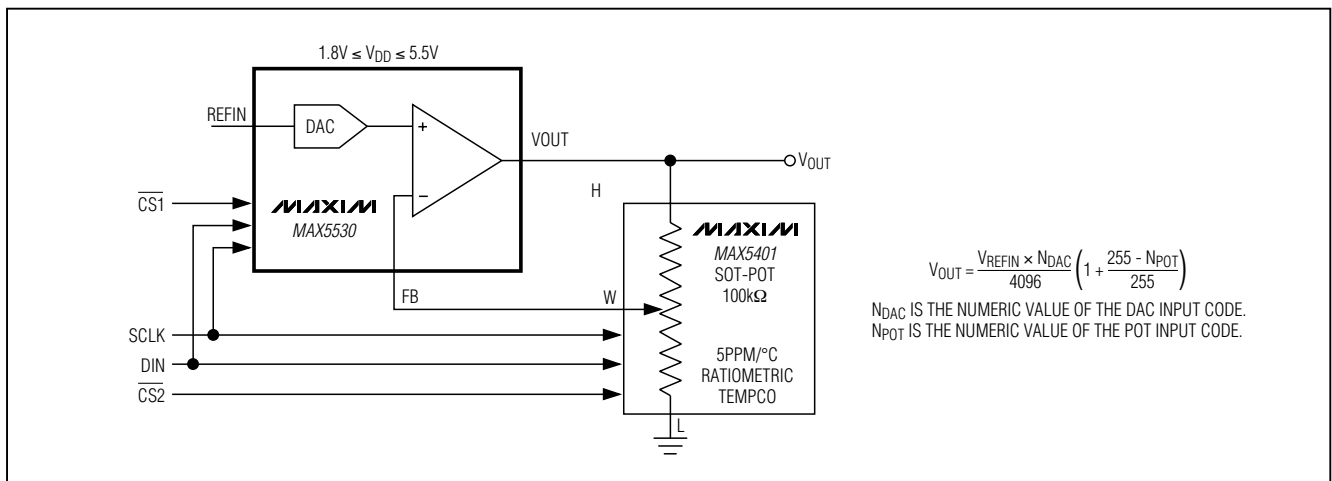 1.8V ≤ VDD ≤ 5.5V
REFIN
DAC
+
−
VOUT
VOUT
CS1
MAXIM
MAX5530
H
MAXIM
MAX5401
SOT-POT
100kΩ
FB
W
SCLK
DIN
CS2
5PPM/°C
RATIOMETRIC
TEMPCO
L
VOUT = VREFIN × NDAC / 4096 (1 + 255 - NPOT / 255)
NDAC IS THE NUMERIC VALUE OF THE DAC INPUT CODE.
NPOT IS THE NUMERIC VALUE OF THE POT INPUT CODE.